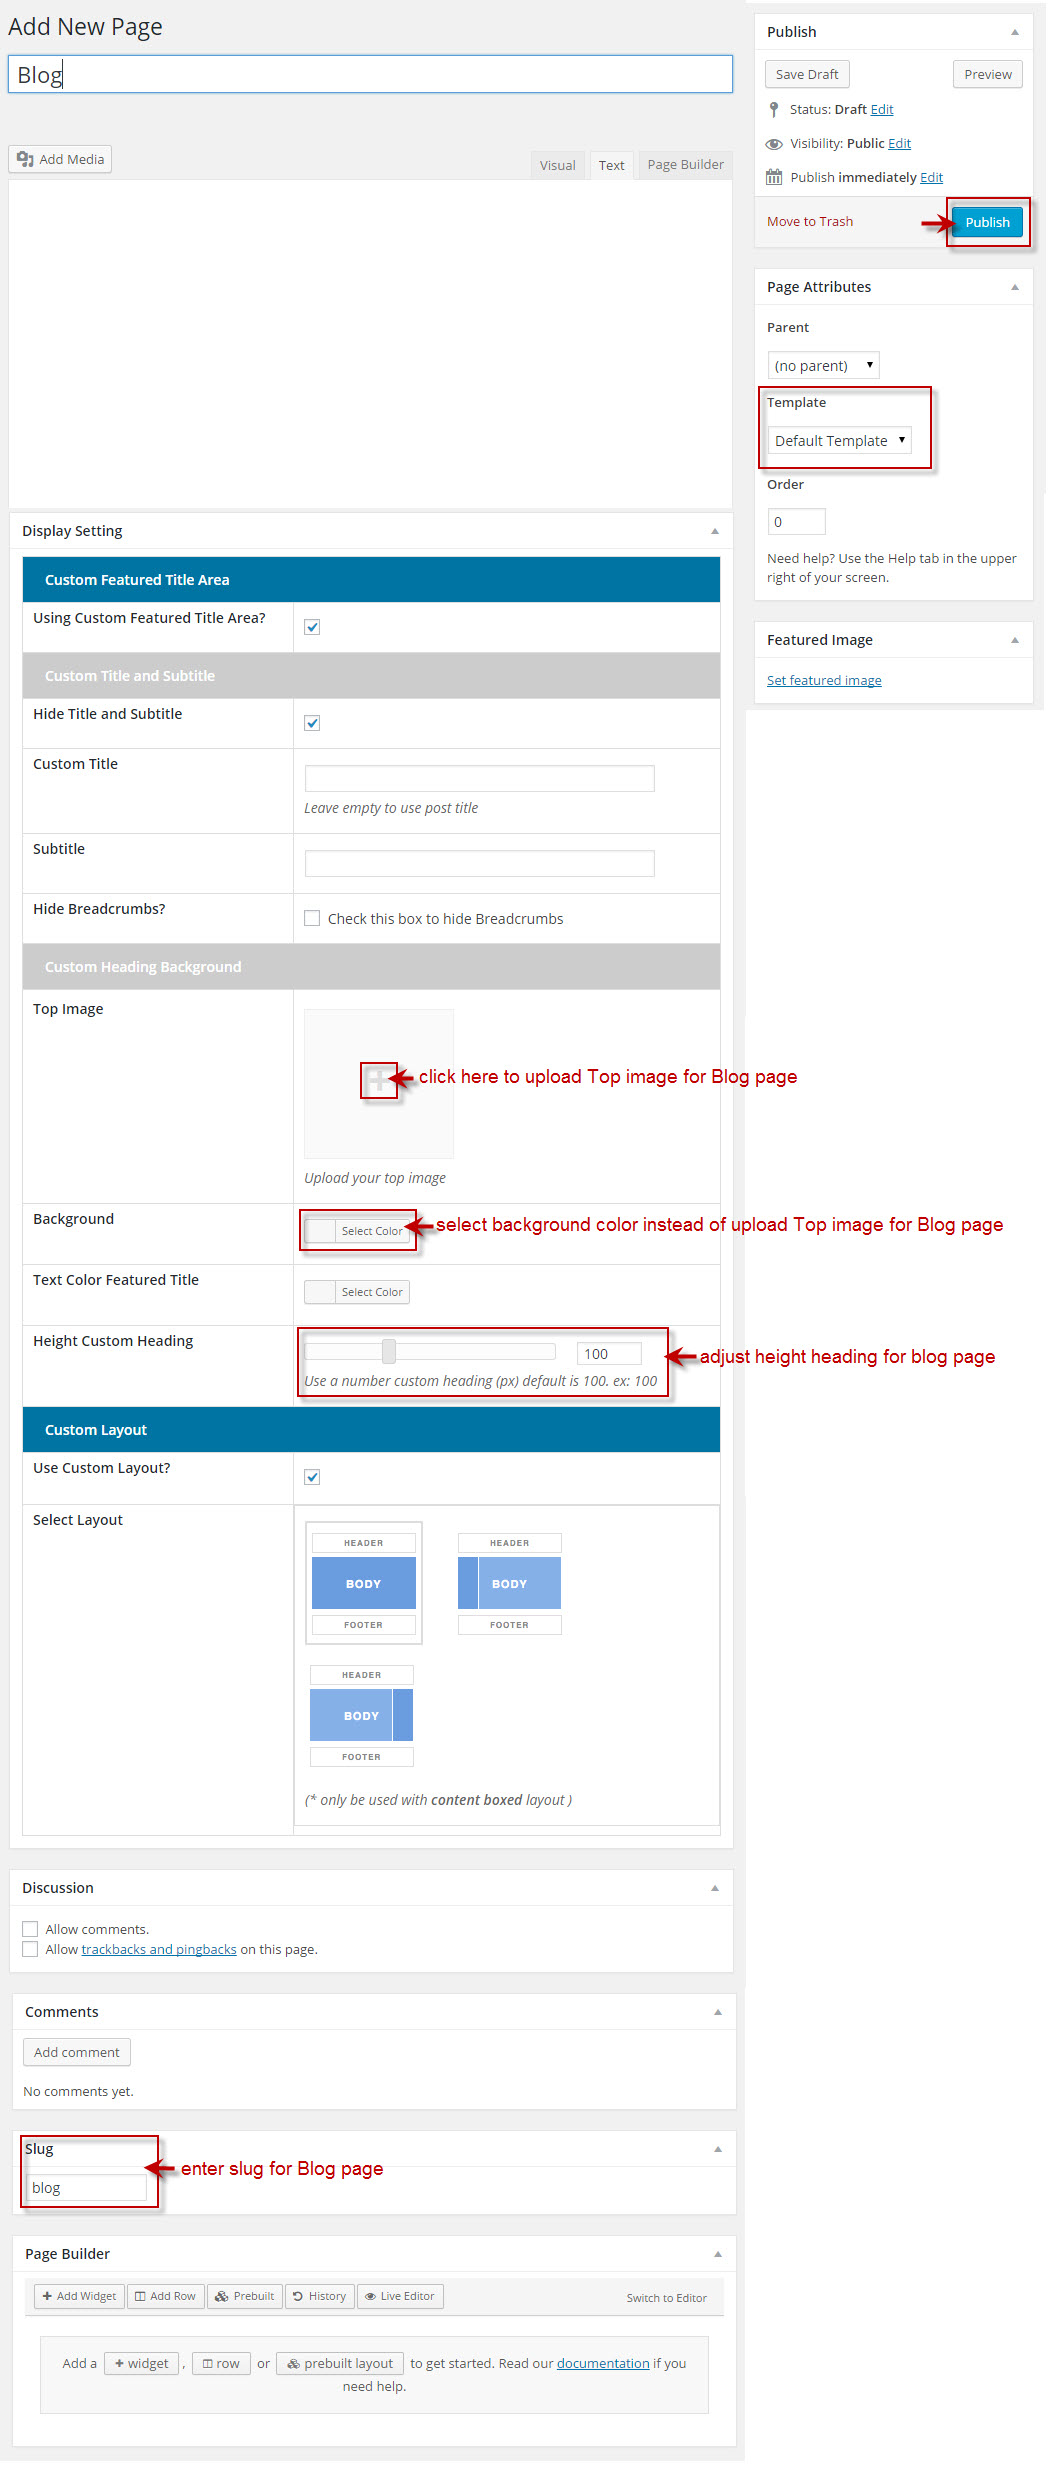 Add New Page
Blog
Add Media
Visual
Text
Page Builder
Publish
Save Draft
Preview
Status: Draft Edit
Visibility: Public Edit
Publish immediately Edit
Move to Trash
Publish
Page Attributes
Parent
(no parent)
Template
Default Template
Order
0
Need help? Use the Help tab in the upper
right of your screen.
Featured Image
Set featured image
Display Setting
Custom Featured Title Area
Using Custom Featured Title Area?
Custom Title and Subtitle
Hide Title and Subtitle
Custom Title
Leave empty to use post title
Subtitle
Hide Breadcrumbs?
Check this box to hide Breadcrumbs
Custom Heading Background
Top Image
click here to upload Top image for Blog page
Upload your top image
Background
Select Color
select background color instead of upload Top image for Blog page
Text Color Featured Title
Select Color
Height Custom Heading
100
adjust height heading for blog page
Use a number custom heading (px) default is 100. ex: 100
Custom Layout
Use Custom Layout?
Select Layout
HEADER
BODY
FOOTER
HEADER
BODY
FOOTER
HEADER
BODY
FOOTER
(* only be used with content boxed layout )
Discussion
Allow comments.
Allow trackbacks and pingbacks on this page.
Comments
Add comment
No comments yet.
Slug
enter slug for Blog page
blog
Page Builder
Add Widget
Add Row
Prebuilt
History
Live Editor
Switch to Editor
Add a + widget , row or prebuilt layout to get started. Read our documentation if you
need help.